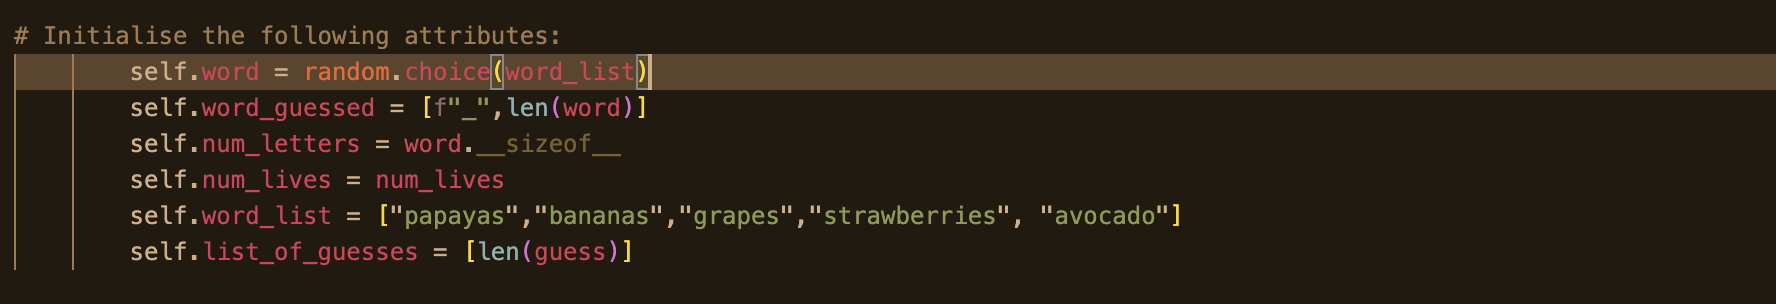 # Initialise the following attributes:
self.word = random.choice(word_list)
self.word_guessed = [f"_",len(word)]
self.num_letters = word.__sizeof__
self.num_lives = num_lives
self.word_list = ["papayas","bananas","grapes","strawberries", "avocado"]
self.list_of_guesses = [len(guess)]